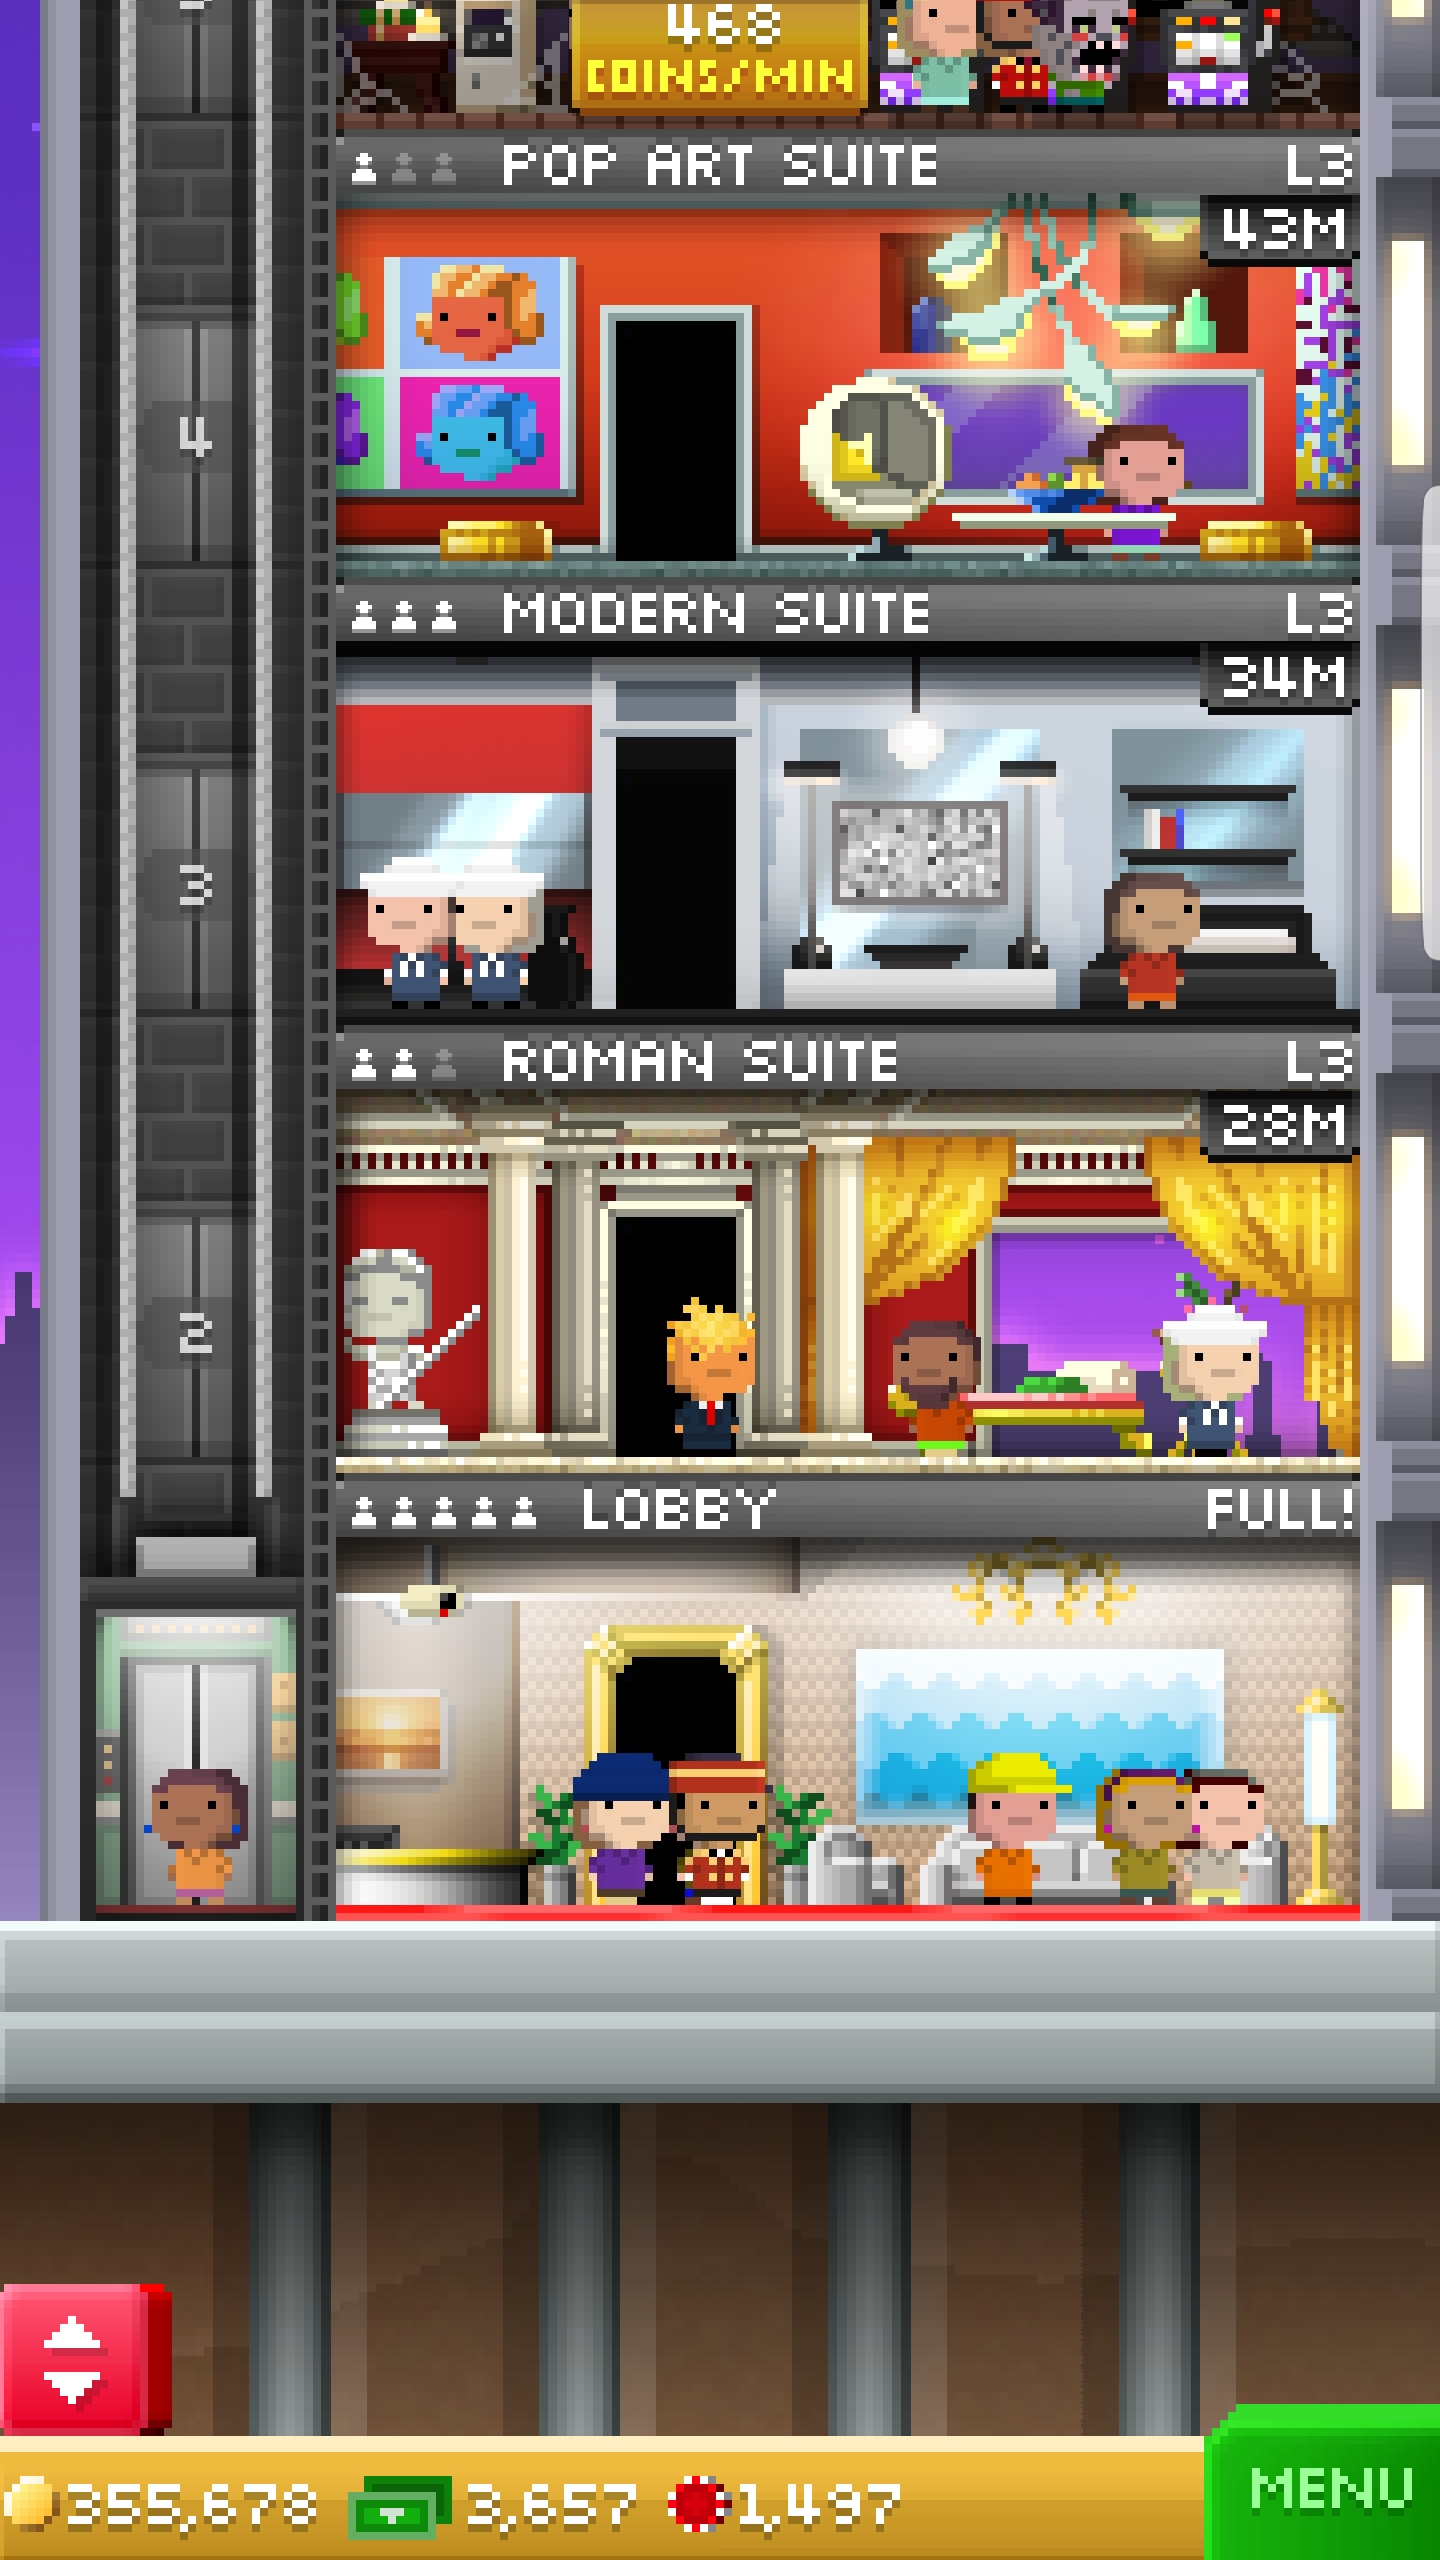 468
COINS/MIN
POP ART SUITE L3
43M
4
MODERN SUITE L3
34M
3
ROMAN SUITE L3
28M
2
LOBBY FULL!
355,678 3,657 1,497
MENU